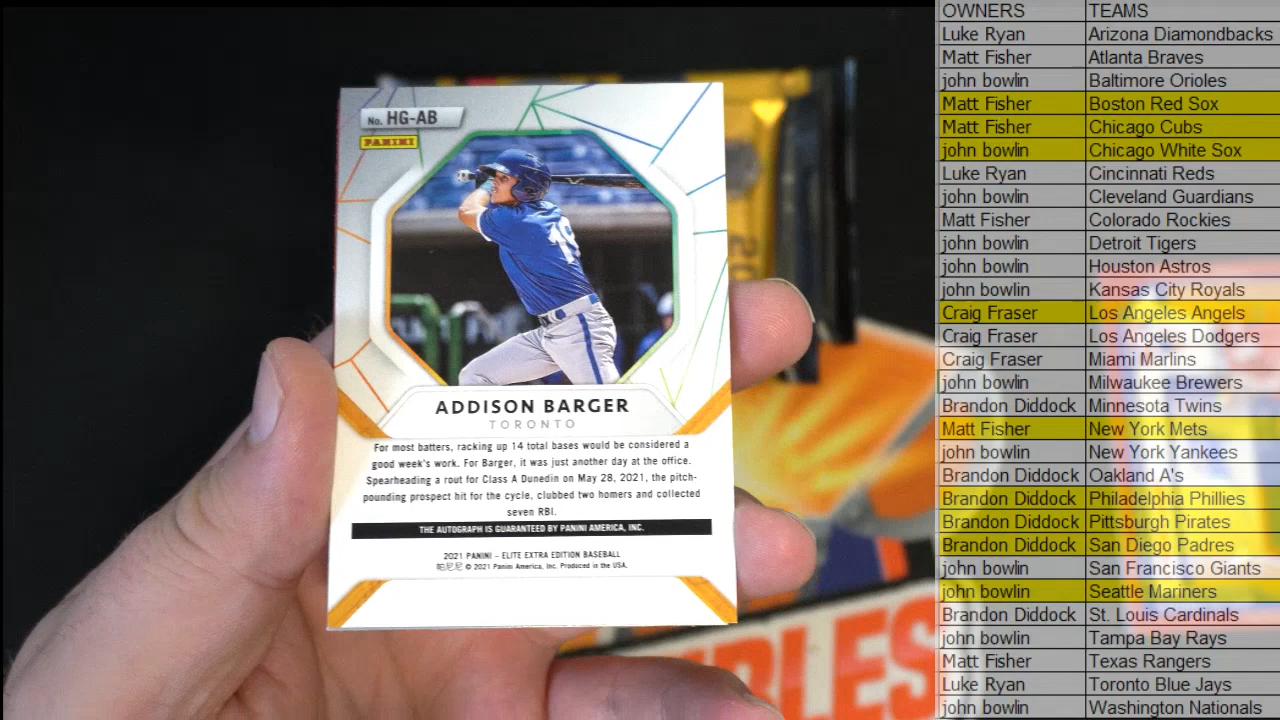 No. HG-AB
PANINI
19
ADDISON BARGER
TORONTO
For most batters, racking up 14 total bases would be considered a
good week's work. For Barger, it was just another day at the office.
Spearheading a rout for Class A Dunedin on May 28, 2021, the pitch-
pounding prospect hit for the cycle, clubbed two homers and collected
seven RBI.
THE AUTOGRAPH IS GUARANTEED BY PANINI AMERICA, INC.
2021 PANINI – ELITE EXTRA EDITION BASEBALL
帕尼尼 © 2021 Panini America, Inc. Produced in the USA.
OWNERS TEAMS
Luke Ryan Arizona Diamondbacks
Matt Fisher Atlanta Braves
john bowlin Baltimore Orioles
Matt Fisher Boston Red Sox
Matt Fisher Chicago Cubs
john bowlin Chicago White Sox
Luke Ryan Cincinnati Reds
john bowlin Cleveland Guardians
Matt Fisher Colorado Rockies
john bowlin Detroit Tigers
john bowlin Houston Astros
john bowlin Kansas City Royals
Craig Fraser Los Angeles Angels
Craig Fraser Los Angeles Dodgers
Craig Fraser Miami Marlins
john bowlin Milwaukee Brewers
Brandon Diddock Minnesota Twins
Matt Fisher New York Mets
john bowlin New York Yankees
Brandon Diddock Oakland A's
Brandon Diddock Philadelphia Phillies
Brandon Diddock Pittsburgh Pirates
Brandon Diddock San Diego Padres
john bowlin San Francisco Giants
john bowlin Seattle Mariners
Brandon Diddock St. Louis Cardinals
john bowlin Tampa Bay Rays
Matt Fisher Texas Rangers
Luke Ryan Toronto Blue Jays
john bowlin Washington Nationals